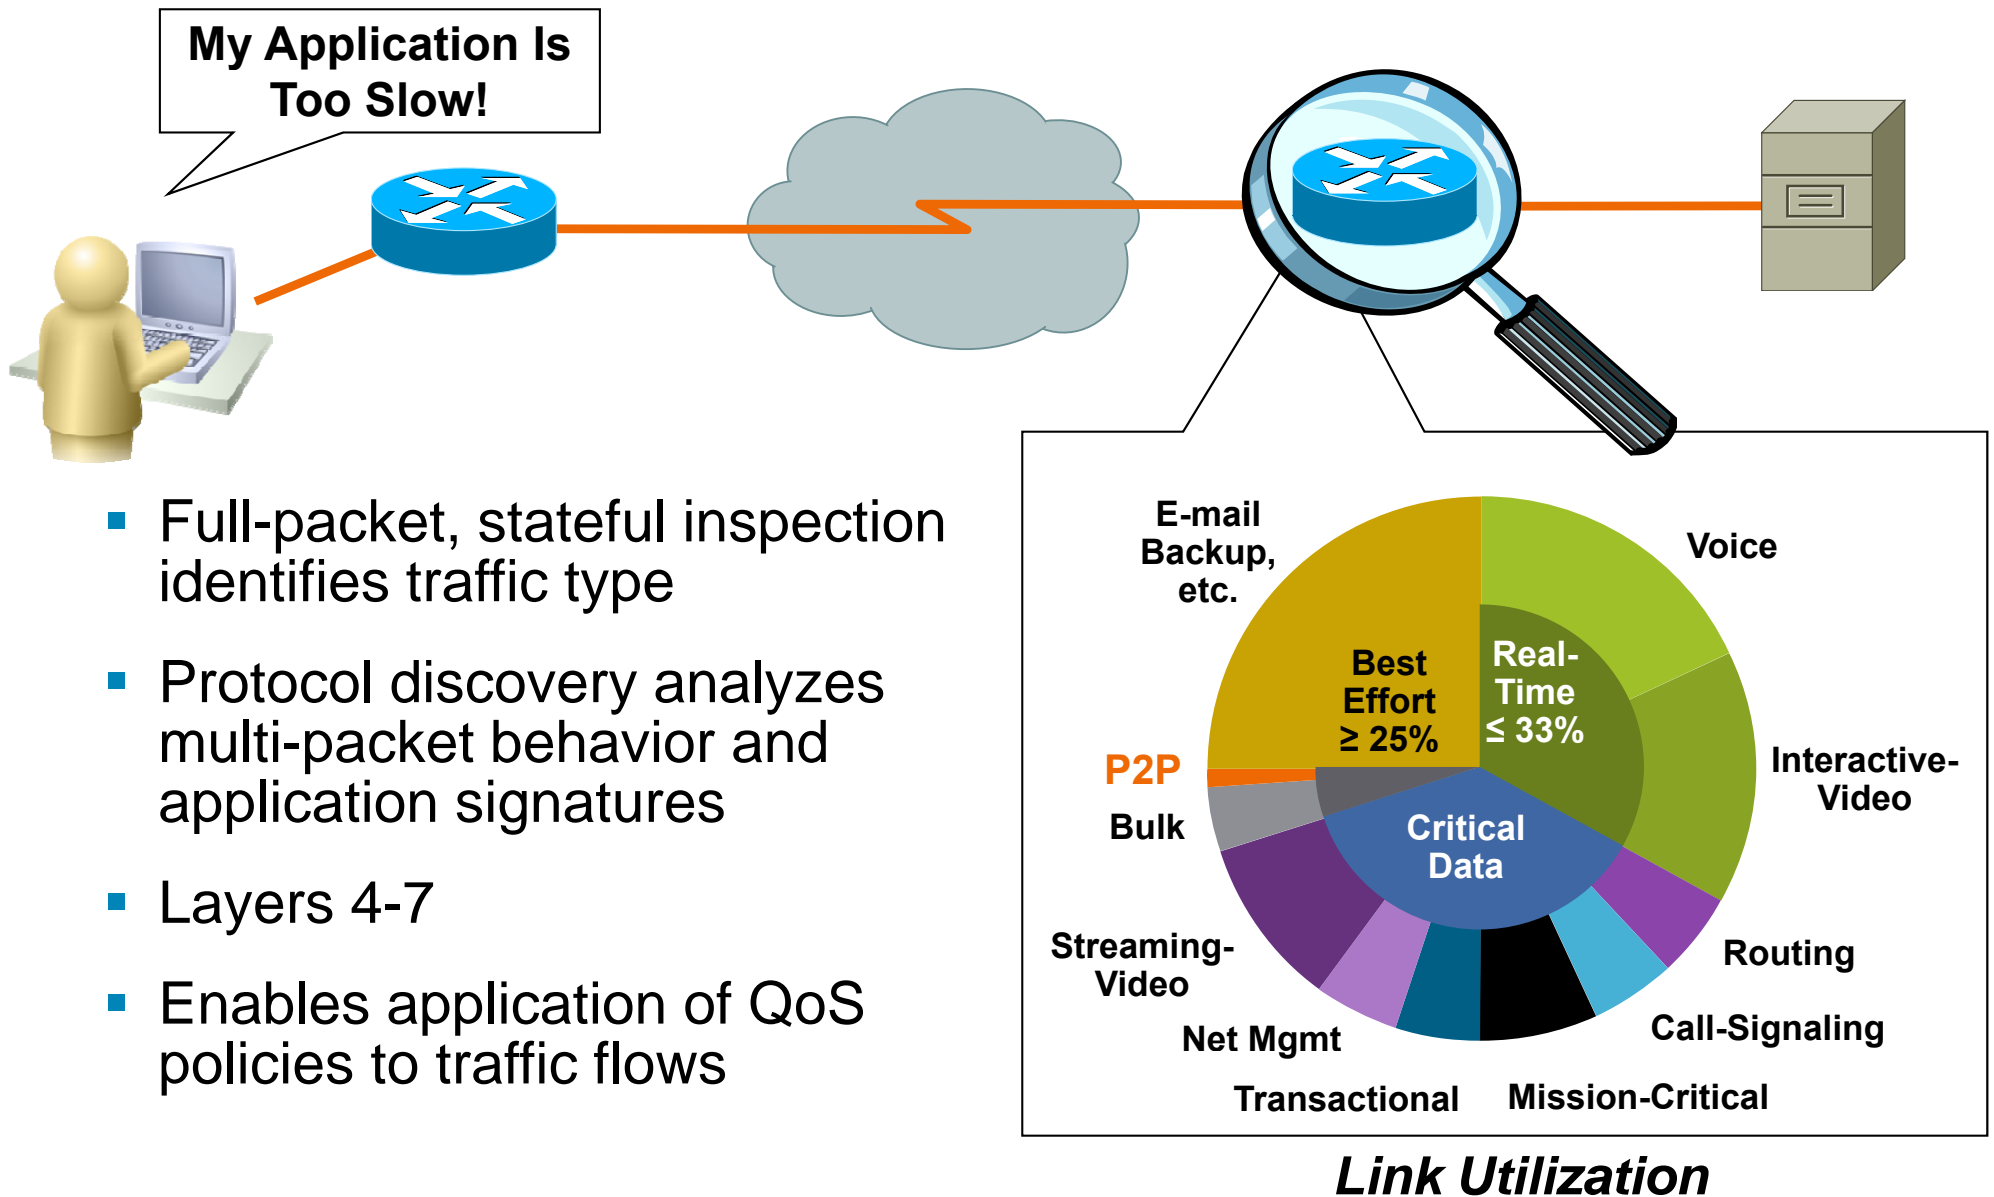 My Application Is
Too Slow!
▪ Full-packet, stateful inspection
identifies traffic type
▪ Protocol discovery analyzes
multi-packet behavior and
application signatures
▪ Layers 4-7
▪ Enables application of QoS
policies to traffic flows
E-mail
Backup,
etc.
Voice
Best
Effort
≥ 25%
Real-
Time
≤ 33%
P2P
Bulk
Interactive-
Video
Critical
Data
Streaming-
Video
Routing
Net Mgmt
Call-Signaling
Transactional
Mission-Critical
Link Utilization